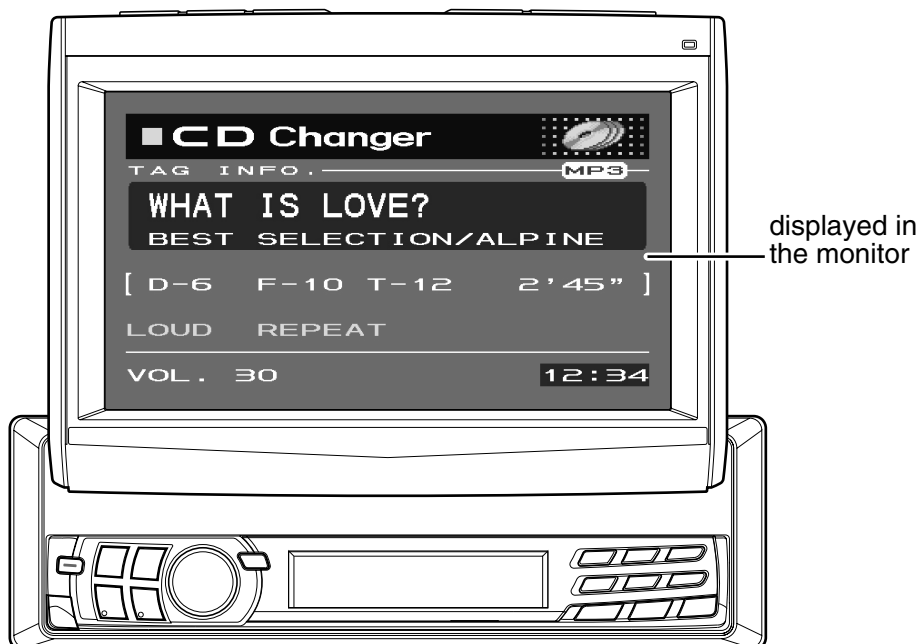 CD Changer
TAG INFO.
MP3
WHAT IS LOVE?
BEST SELECTION/ALPINE
[ D-6 F-10 T-12 2'45” ]
LOUD REPEAT
VOL. 30 12:34
displayed in
the monitor